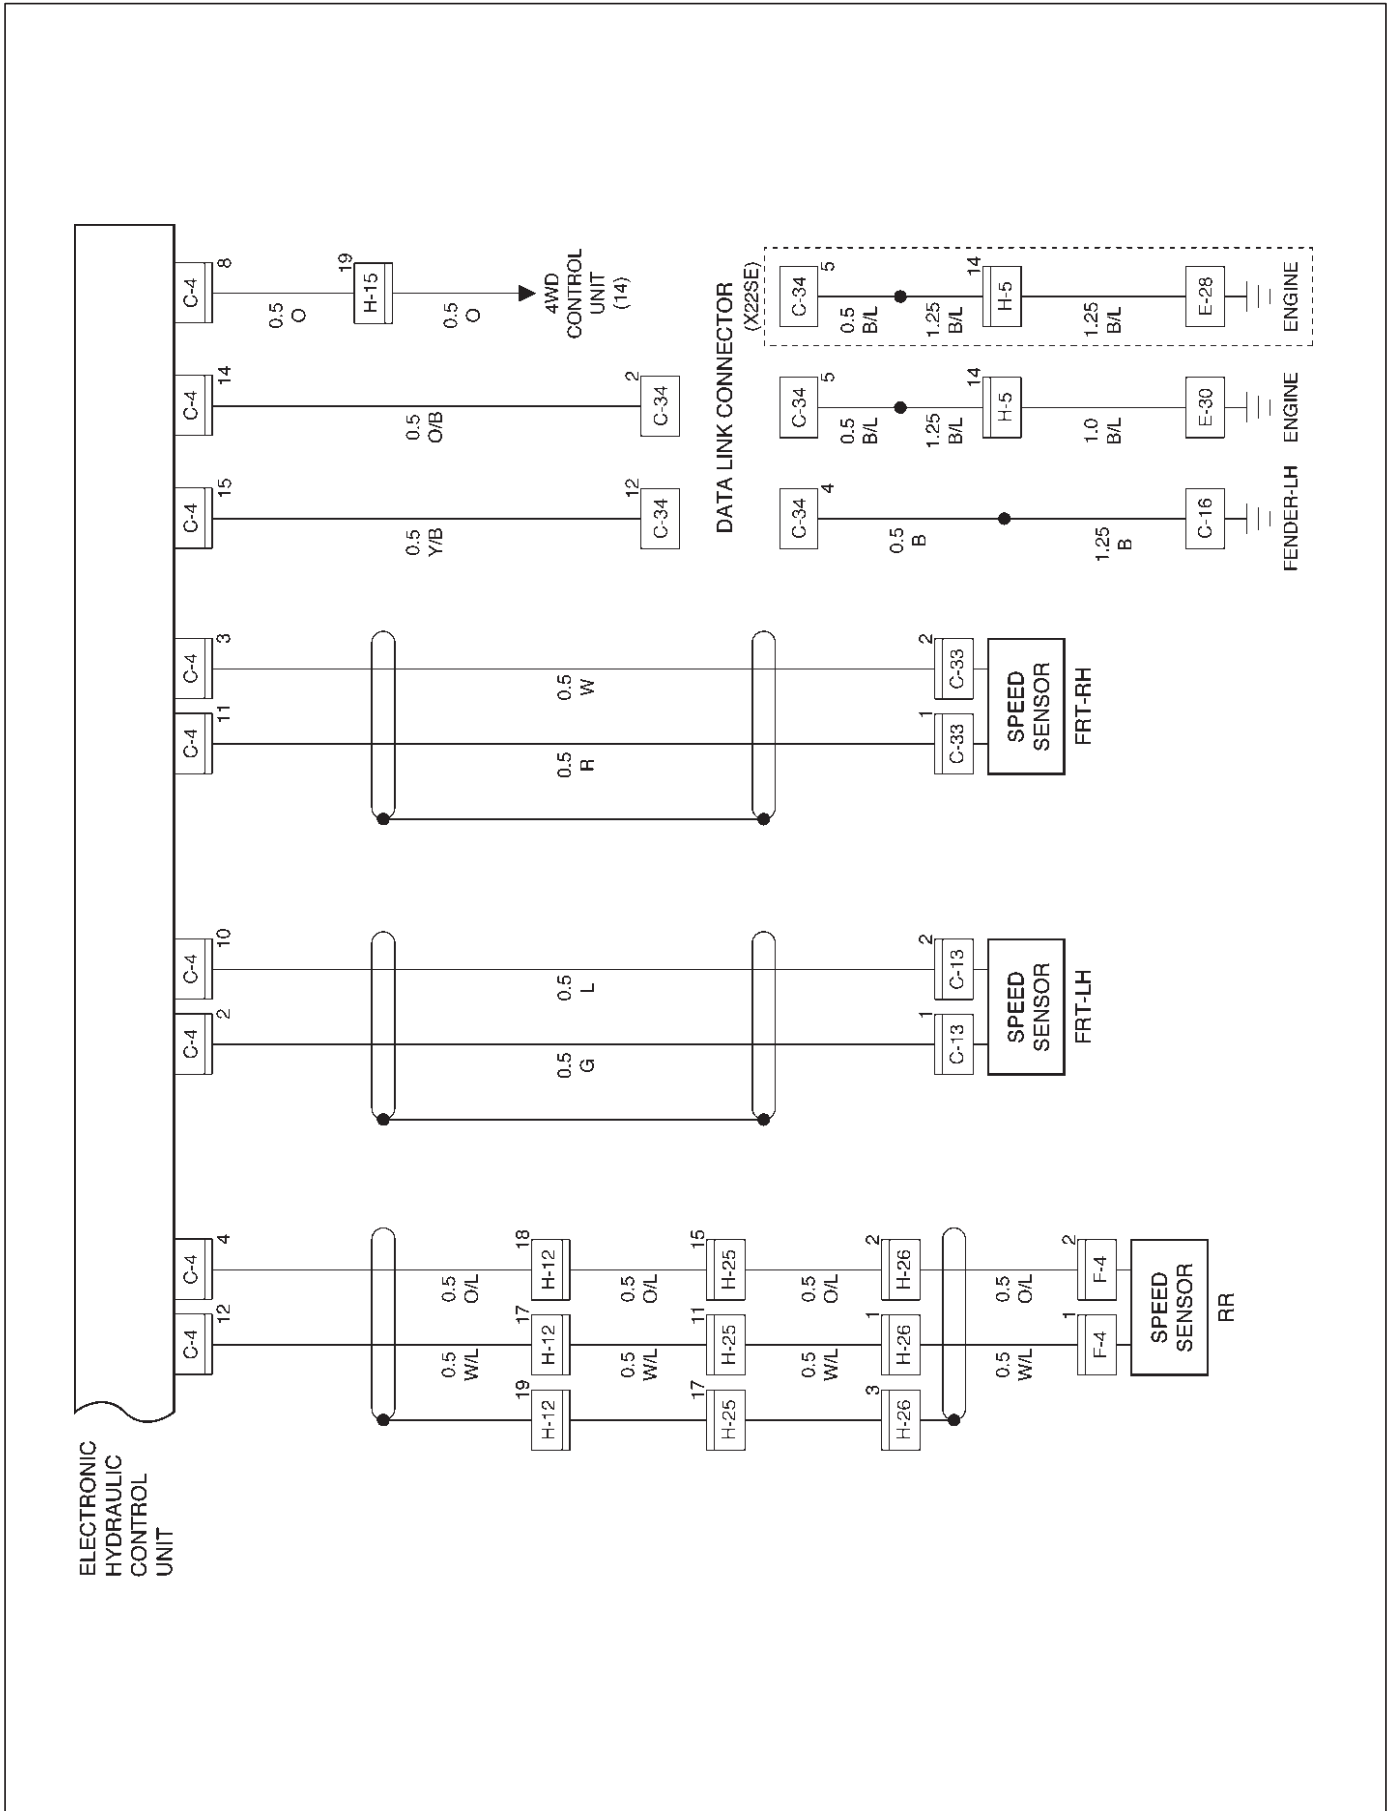 ELECTRONIC
HYDRAULIC
CONTROL
UNIT
C-4
12
C-4
4
0.5
W/L
0.5
O/L
H-12
19
H-12
17
H-12
18
0.5
W/L
0.5
O/L
H-25
17
H-25
11
H-25
15
0.5
W/L
0.5
O/L
H-26
3
H-26
1
H-26
2
0.5
W/L
0.5
O/L
F-4
1
F-4
2
SPEED
SENSOR
RR
C-4
2
C-4
10
0.5
G
0.5
L
C-13
1
C-13
2
SPEED
SENSOR
FRT-LH
C-4
11
C-4
3
0.5
R
0.5
W
C-33
1
C-33
2
SPEED
SENSOR
FRT-RH
C-4
15
0.5
Y/B
C-34
12
C-4
14
0.5
O/B
C-34
2
C-4
8
0.5
O
H-15
19
0.5
O
4WD
CONTROL
UNIT
(14)
DATA LINK CONNECTOR
(X22SE)
C-34
4
0.5
B
1.25
B
C-16
FENDER-LH
C-34
5
0.5
B/L
1.25
B/L
H-5
14
1.0
B/L
E-30
ENGINE
C-34
5
0.5
B/L
1.25
B/L
H-5
14
1.25
B/L
E-28
ENGINE